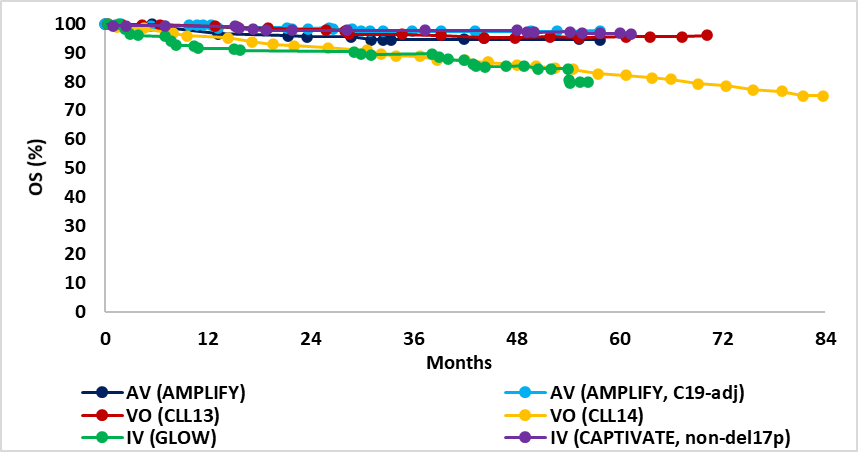 100
90
80
70
60
50
40
30
20
10
0
OS (%)
0 12 24 36 48 60 72 84
Months
AV (AMPLIFY) AV (AMPLIFY, C19-adj)
VO (CLL13) VO (CLL14)
IV (GLOW) IV (CAPTIVATE, non-del17p)